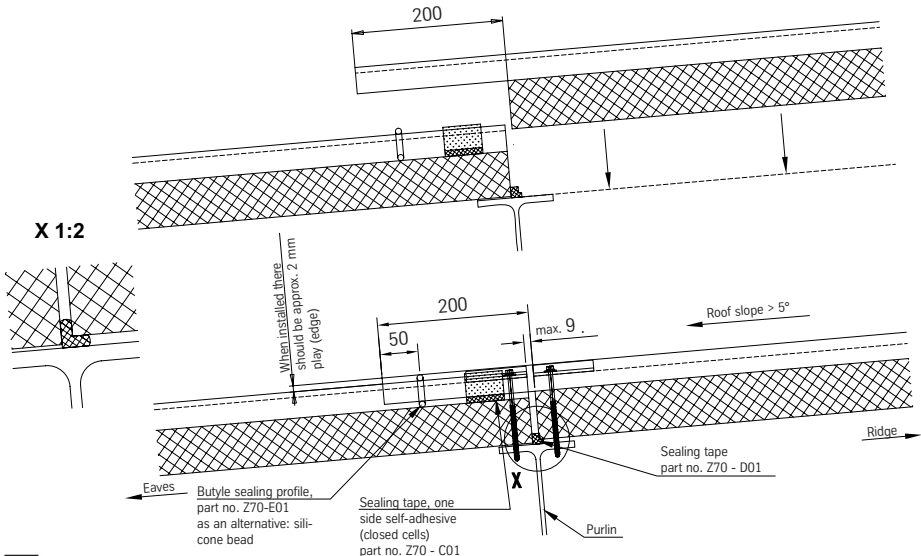 200
X 1:2
When installed there
should be approx. 2 mm
play (edge)
200
50
max. 9 .
Roof slope > 5°
Ridge
Sealing tape
part no. Z70 - D01
X
Eaves
Butyle sealing profile,
part no. Z70-E01
as an alternative: sili-
cone bead
Sealing tape, one
side self-adhesive
(closed cells)
part no. Z70 - C01
Purlin